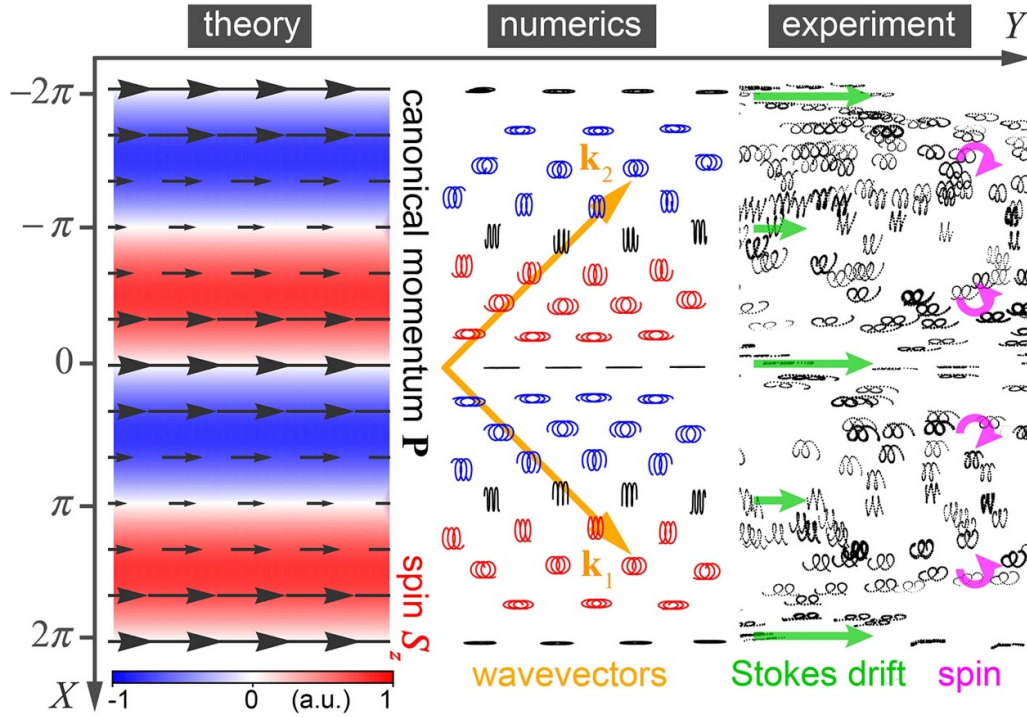 theory
numerics
experiment
Y
−2π
−π
0
π
2π
X
canonical momentum P
spin S_z
-1
0
(a.u.)
1
k₂
k₁
wavevectors
Stokes drift
spin